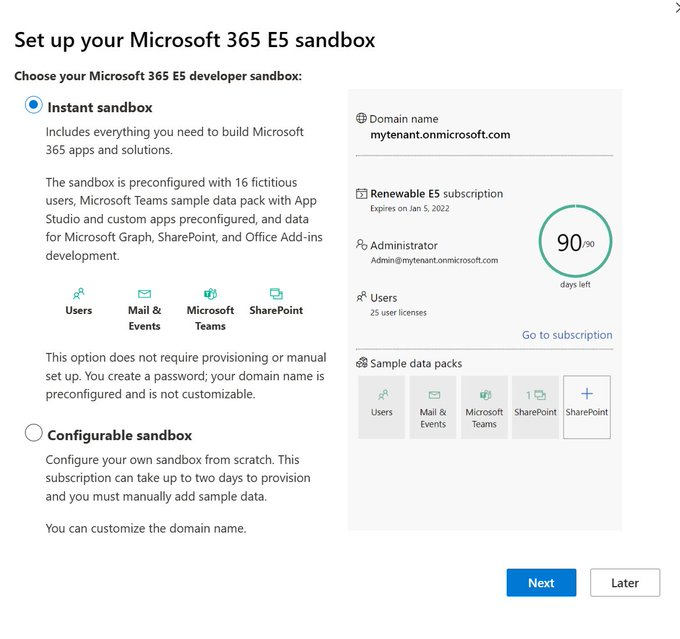 Set up your Microsoft 365 E5 sandbox
Choose your Microsoft 365 E5 developer sandbox:
Instant sandbox
Includes everything you need to build Microsoft
365 apps and solutions.
The sandbox is preconfigured with 16 fictitious
users, Microsoft Teams sample data pack with App
Studio and custom apps preconfigured, and data
for Microsoft Graph, SharePoint, and Office Add-ins
development.
Users
Mail &
Events
Microsoft
Teams
SharePoint
This option does not require provisioning or manual
set up. You create a password; your domain name is
preconfigured and is not customizable.
Configurable sandbox
Configure your own sandbox from scratch. This
subscription can take up to two days to provision
and you must manually add sample data.
You can customize the domain name.
Domain name
mytenant.onmicrosoft.com
Renewable E5 subscription
Expires on Jan 5, 2022
Administrator
Admin@mytenant.onmicrosoft.com
Users
25 user licenses
90/90
days left
Go to subscription
Sample data packs
Users
Mail &
Events
Microsoft
Teams
1
SharePoint
SharePoint
Next
Later